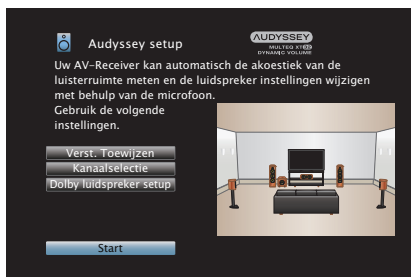 Audyssey setup
AUDYSSEY
MULTEQ XT32
DYNAMIC VOLUME
Uw AV-Receiver kan automatisch de akoestiek van de
luisterruimte meten en de luidspreker instellingen wijzigen
met behulp van de microfoon.
Gebruik de volgende
instellingen.
Verst. Toewijzen
Kanaalselectie
Dolby luidspreker setup
Start